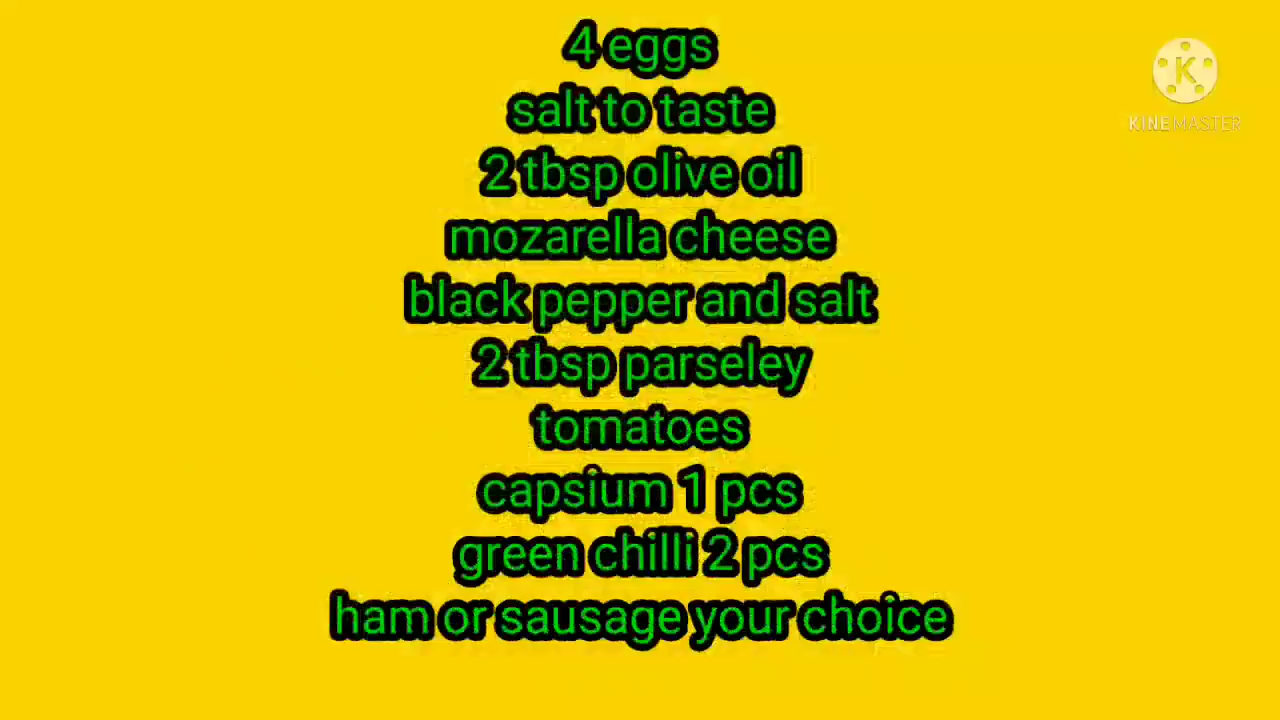 4 eggs
salt to taste
2 tbsp olive oil
mozarella cheese
black pepper and salt
2 tbsp parseley
tomatoes
capsium 1 pcs
green chilli 2 pcs
ham or sausage your choice
K
KINEMASTER